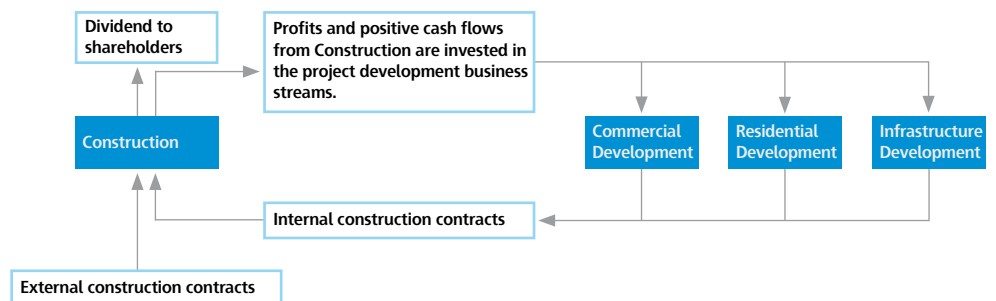 Dividend to
shareholders
Profits and positive cash flows
from Construction are invested in
the project development business
streams.
Construction
Commercial
Development
Residential
Development
Infrastructure
Development
Internal construction contracts
External construction contracts